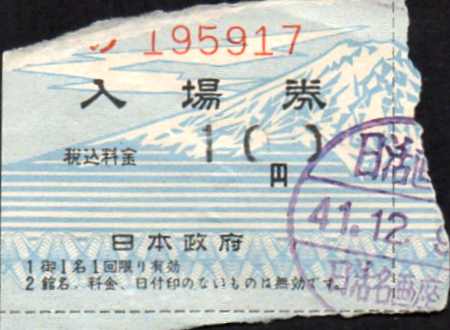 195917
入場券
税込料金 10 円
日本政府
1 御1名1回限り有効
2 館名、料金、日付印のないものは無効です。
日活
41.12.
日活名画座